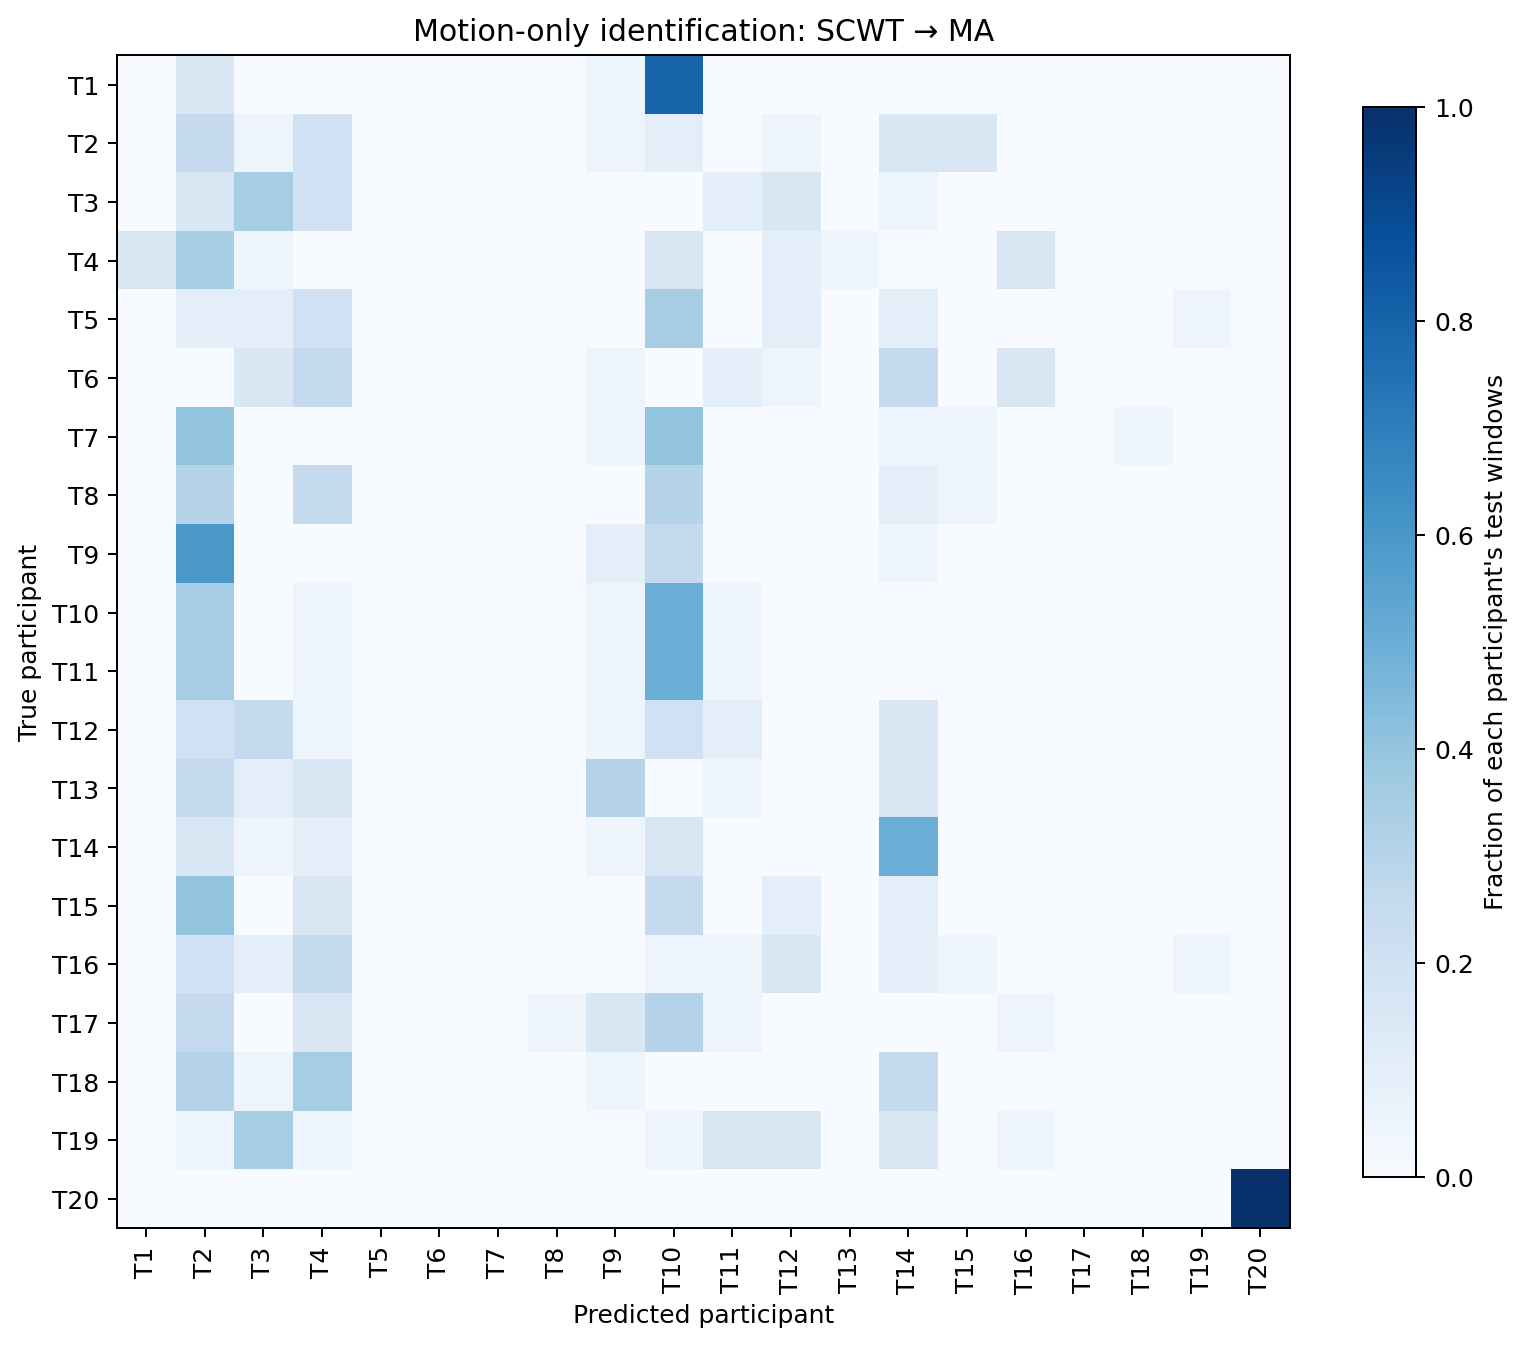 Motion-only identification: SCWT → MA
True participant
T1
T2
T3
T4
T5
T6
T7
T8
T9
T10
T11
T12
T13
T14
T15
T16
T17
T18
T19
T20
T1 T2 T3 T4 T5 T6 T7 T8 T9 T10 T11 T12 T13 T14 T15 T16 T17 T18 T19 T20
Predicted participant
1.0
0.8
0.6
0.4
0.2
0.0
Fraction of each participant's test windows